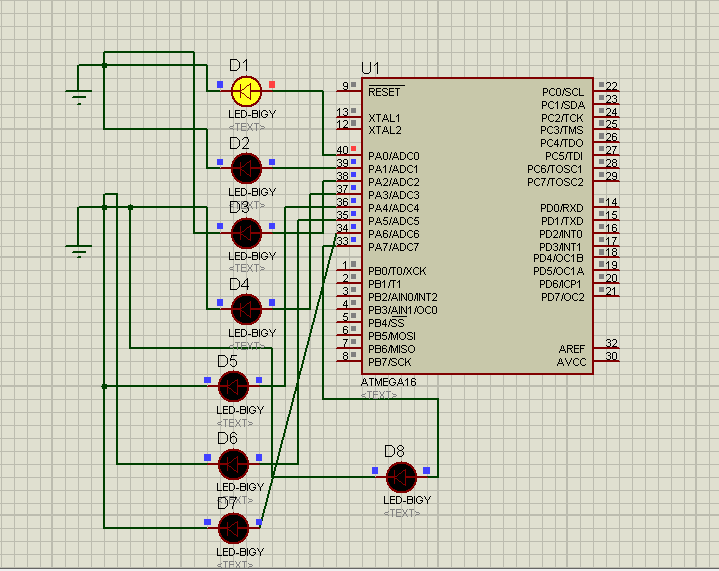 D1
LED-BIGY
<TEXT>
D2
LED-BIGY
<TEXT>
D3
LED-BIGY
<TEXT>
D4
LED-BIGY
<TEXT>
D5
LED-BIGY
<TEXT>
D6
LED-BIGY
<TEXT>
D7
LED-BIGY
<TEXT>
D8
LED-BIGY
<TEXT>
U1
9 RESET
13 XTAL1
12 XTAL2
40 PA0/ADC0
39 PA1/ADC1
38 PA2/ADC2
37 PA3/ADC3
36 PA4/ADC4
35 PA5/ADC5
34 PA6/ADC6
33 PA7/ADC7
1 PB0/T0/XCK
2 PB1/T1
3 PB2/AIN0/INT2
4 PB3/AIN1/OC0
5 PB4/SS
6 PB5/MOSI
7 PB6/MISO
8 PB7/SCK
PC0/SCL 22
PC1/SDA 23
PC2/TCK 24
PC3/TMS 25
PC4/TDO 26
PC5/TDI 27
PC6/TOSC1 28
PC7/TOSC2 29
PD0/RXD 14
PD1/TXD 15
PD2/INT0 16
PD3/INT1 17
PD4/OC1B 18
PD5/OC1A 19
PD6/ICP1 20
PD7/OC2 21
AREF 32
AVCC 30
ATMEGA16
<TEXT>